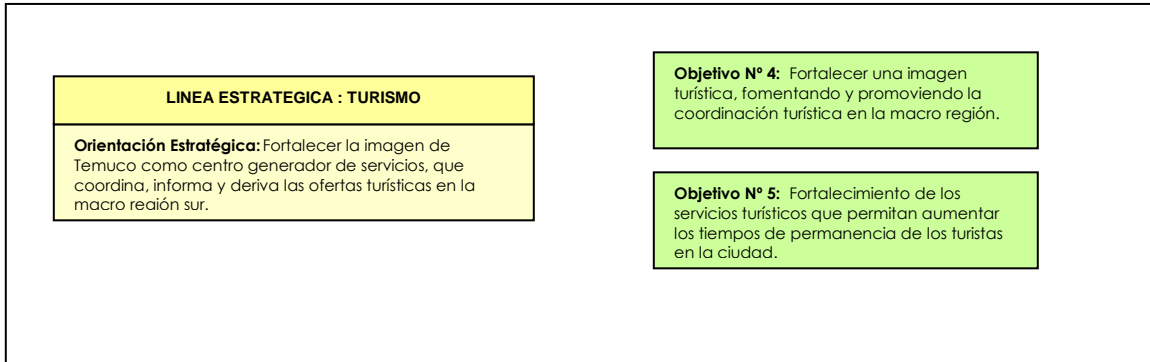 LINEA ESTRATEGICA : TURISMO
Orientación Estratégica: Fortalecer la imagen de
Temuco como centro generador de servicios, que
coordina, informa y deriva las ofertas turísticas en la
macro región sur.
Objetivo Nº 4: Fortalecer una imagen
turística, fomentando y promoviendo la
coordinación turística en la macro región.
Objetivo Nº 5: Fortalecimiento de los
servicios turísticos que permitan aumentar
los tiempos de permanencia de los turistas
en la ciudad.